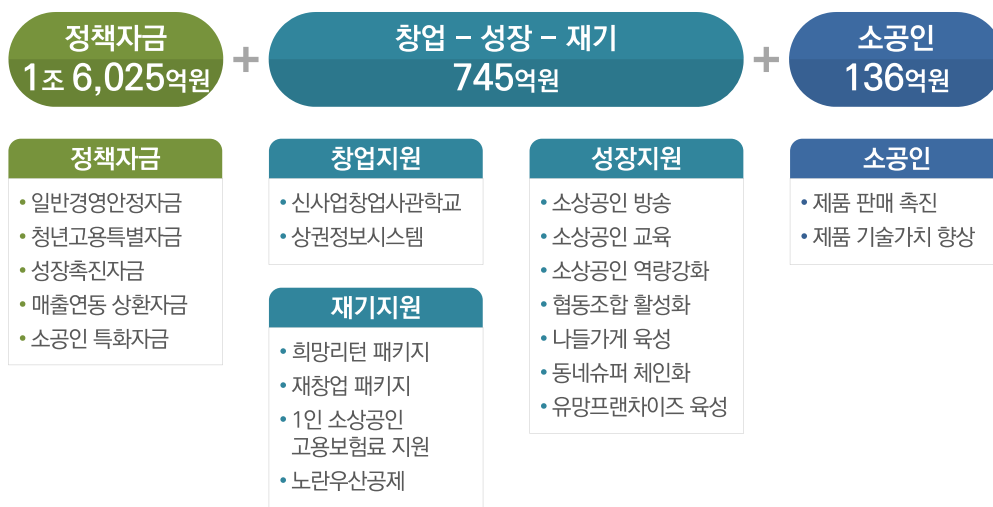 정책자금
1조 6,025억원
+
창업 – 성장 – 재기
745억원
+
소공인
136억원
정책자금
• 일반경영안정자금
• 청년고용특별자금
• 성장촉진자금
• 매출연동 상환자금
• 소공인 특화자금
창업지원
• 신사업창업사관학교
• 상권정보시스템
재기지원
• 희망리턴 패키지
• 재창업 패키지
• 1인 소상공인
고용보험료 지원
• 노란우산공제
성장지원
• 소상공인 방송
• 소상공인 교육
• 소상공인 역량강화
• 협동조합 활성화
• 나들가게 육성
• 동네슈퍼 체인화
• 유망프랜차이즈 육성
소공인
• 제품 판매 촉진
• 제품 기술가치 향상